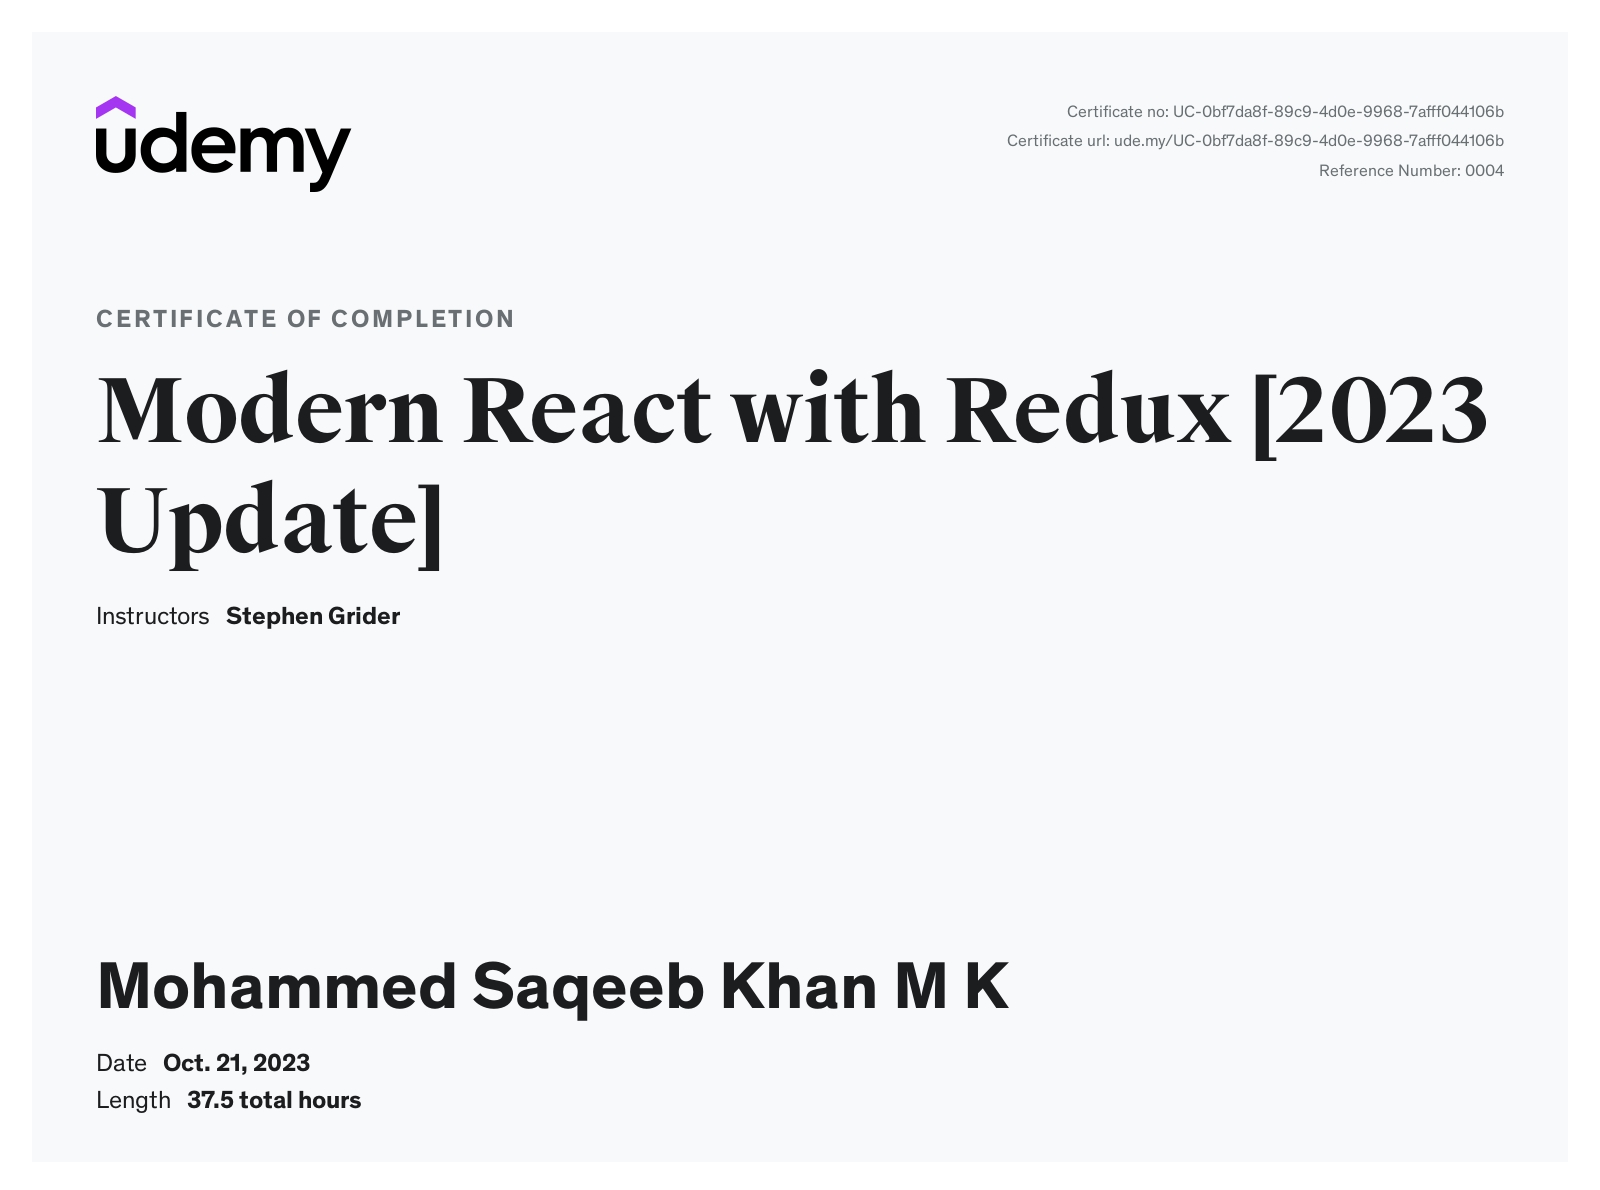 udemy
Certificate no: UC-0bf7da8f-89c9-4d0e-9968-7afff044106b
Certificate url: ude.my/UC-0bf7da8f-89c9-4d0e-9968-7afff044106b
Reference Number: 0004
CERTIFICATE OF COMPLETION
Modern React with Redux [2023
Update]
Instructors Stephen Grider
Mohammed Saqeeb Khan M K
Date Oct. 21, 2023
Length 37.5 total hours